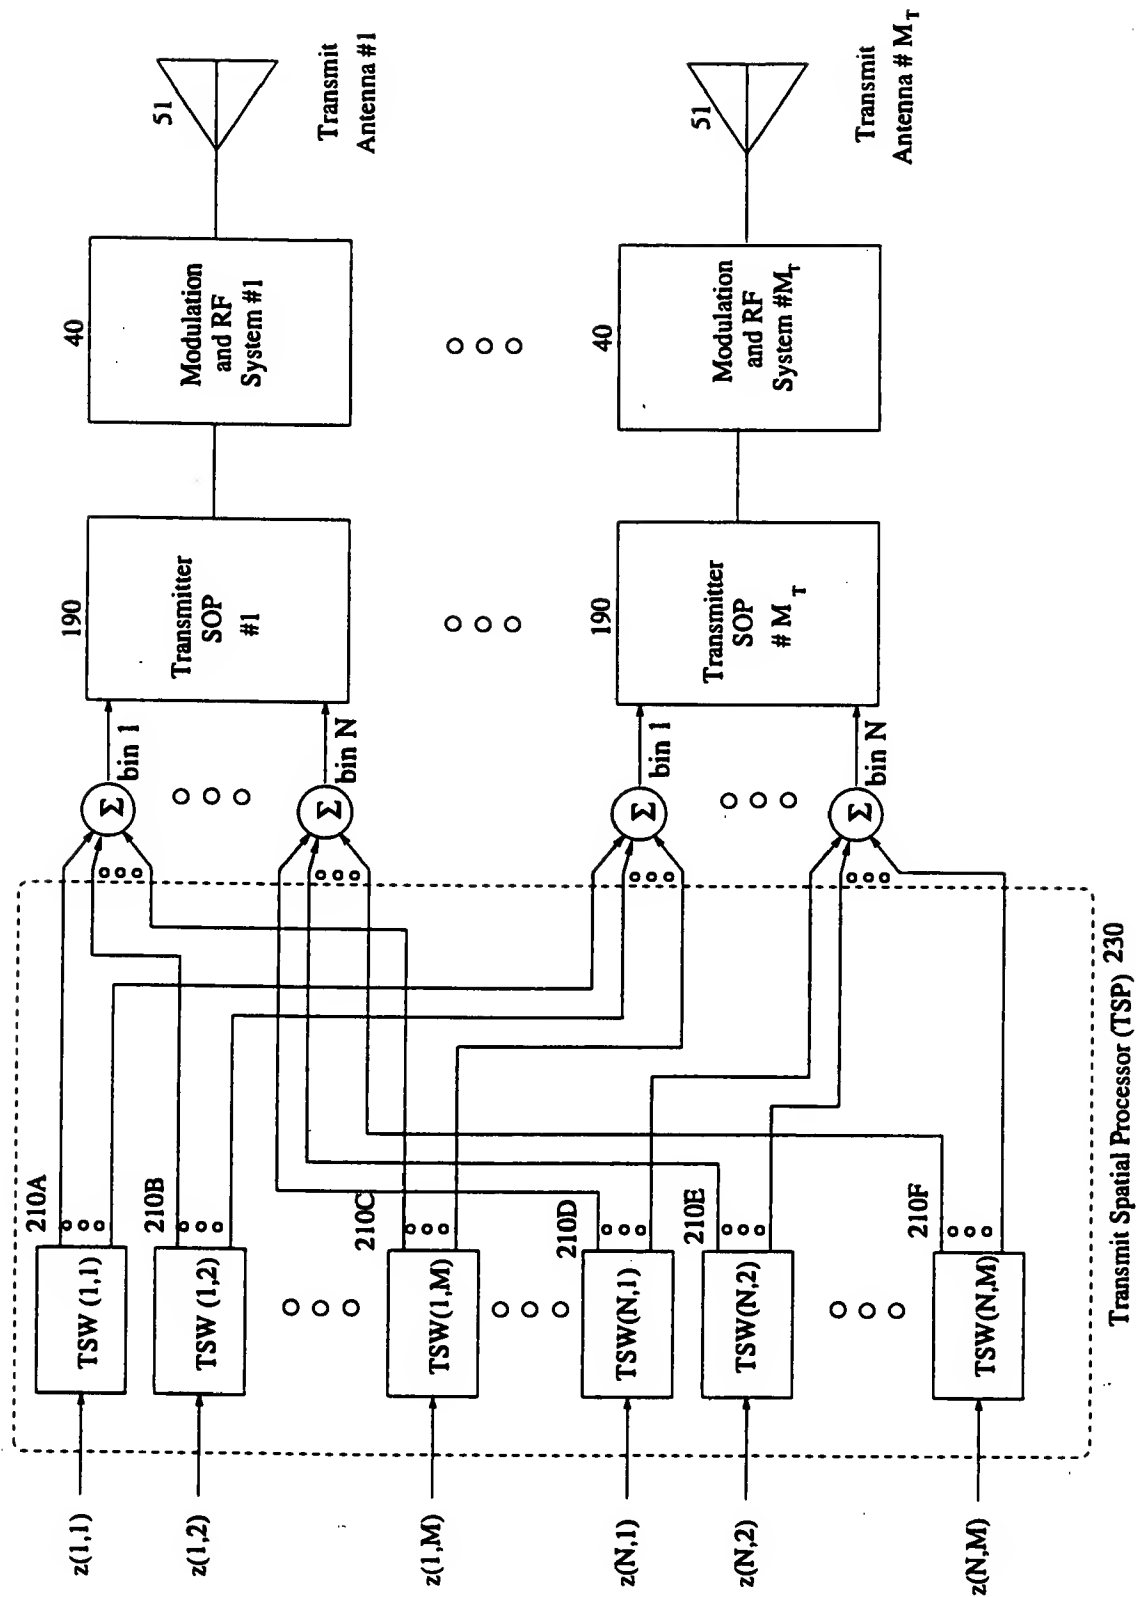 z(1,1)
z(1,2)
z(1,M)
z(N,1)
z(N,2)
z(N,M)
210A
TSW (1,1)
210B
TSW (1,2)
210C
TSW(1,M)
210D
TSW(N,1)
210E
TSW(N,2)
210F
TSW(N,M)
Transmit Spatial Processor (TSP) 230
Σ
bin 1
Σ
bin N
Σ
bin 1
Σ
bin N
190
Transmitter
SOP
#1
190
Transmitter
SOP
# M T
40
Modulation
and RF
System #1
40
Modulation
and RF
System #MT
51
Transmit
Antenna #1
51
Transmit
Antenna # MT